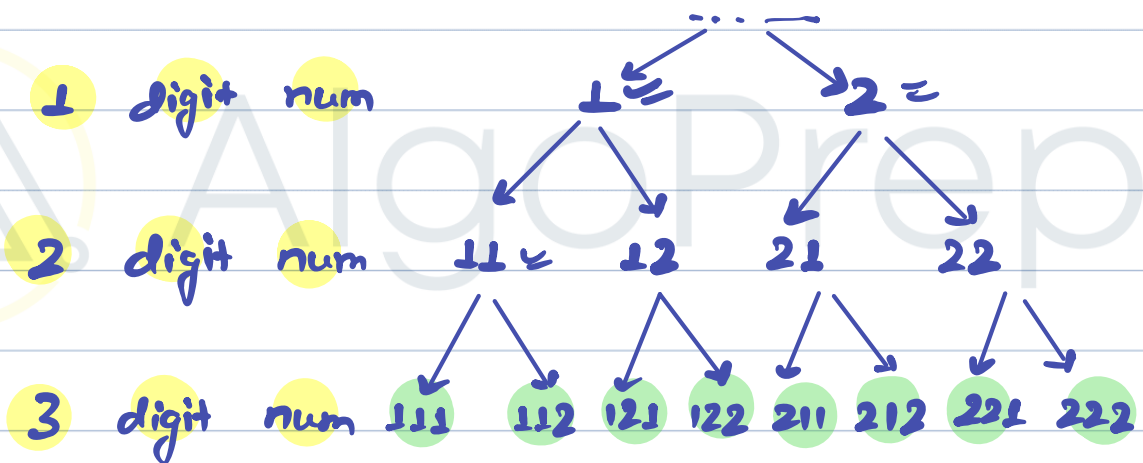 1 digit num 1 2
2 digit num 11 12 21 22
3 digit num 111 112 121 122 211 212 221 222
AlgoPrep